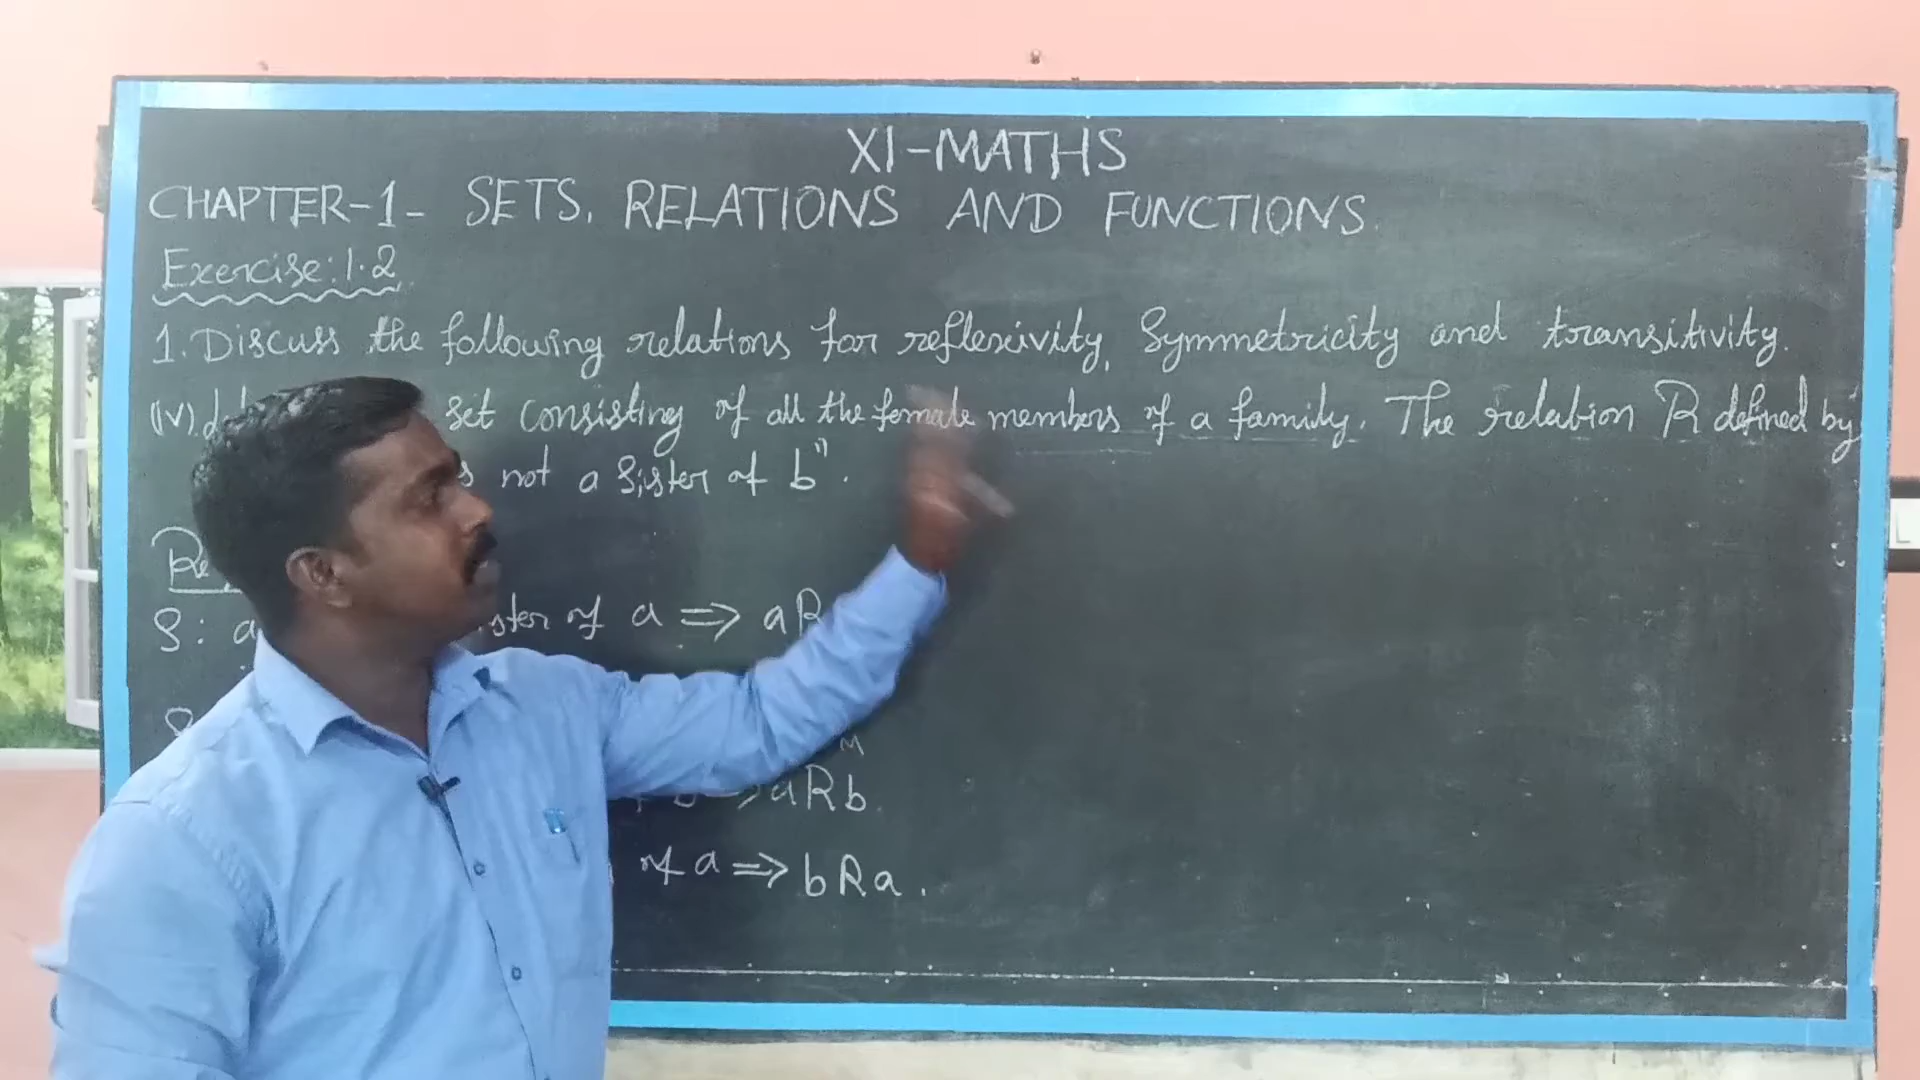 XI-MATHS
CHAPTER-1- SETS, RELATIONS AND FUNCTIONS.
Exercise: 1.2
1. Discuss the following relations for reflexivity, Symmetricity and transitivity.
(iv). set consisting of all the female members of a family. The relation R defined by
not a Sister of b".
S: a of a ⇒ aR
M
b ⇒ aRb.
of a ⇒ bRa.